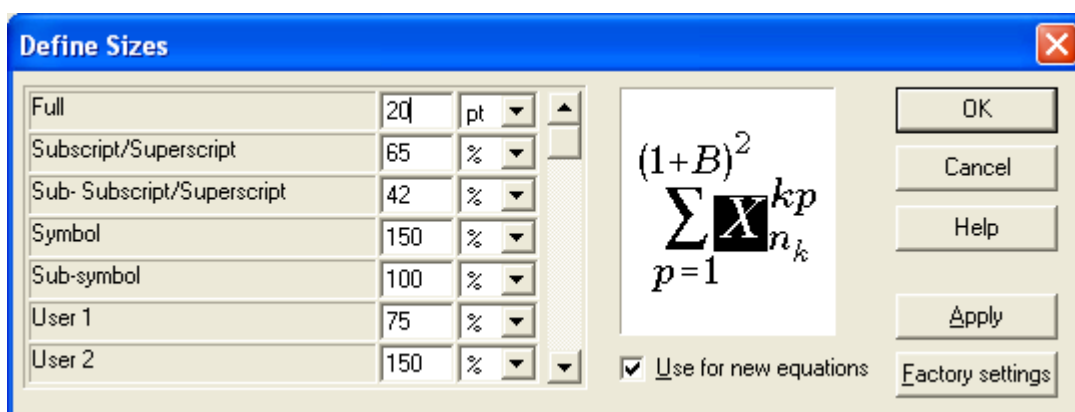 Define Sizes
Full 20 pt
Subscript/Superscript 65 %
Sub- Subscript/Superscript 42 %
Symbol 150 %
Sub-symbol 100 %
User 1 75 %
User 2 150 %
(1+B)²
∑ X kp
n k
p=1
Use for new equations
OK
Cancel
Help
Apply
Factory settings